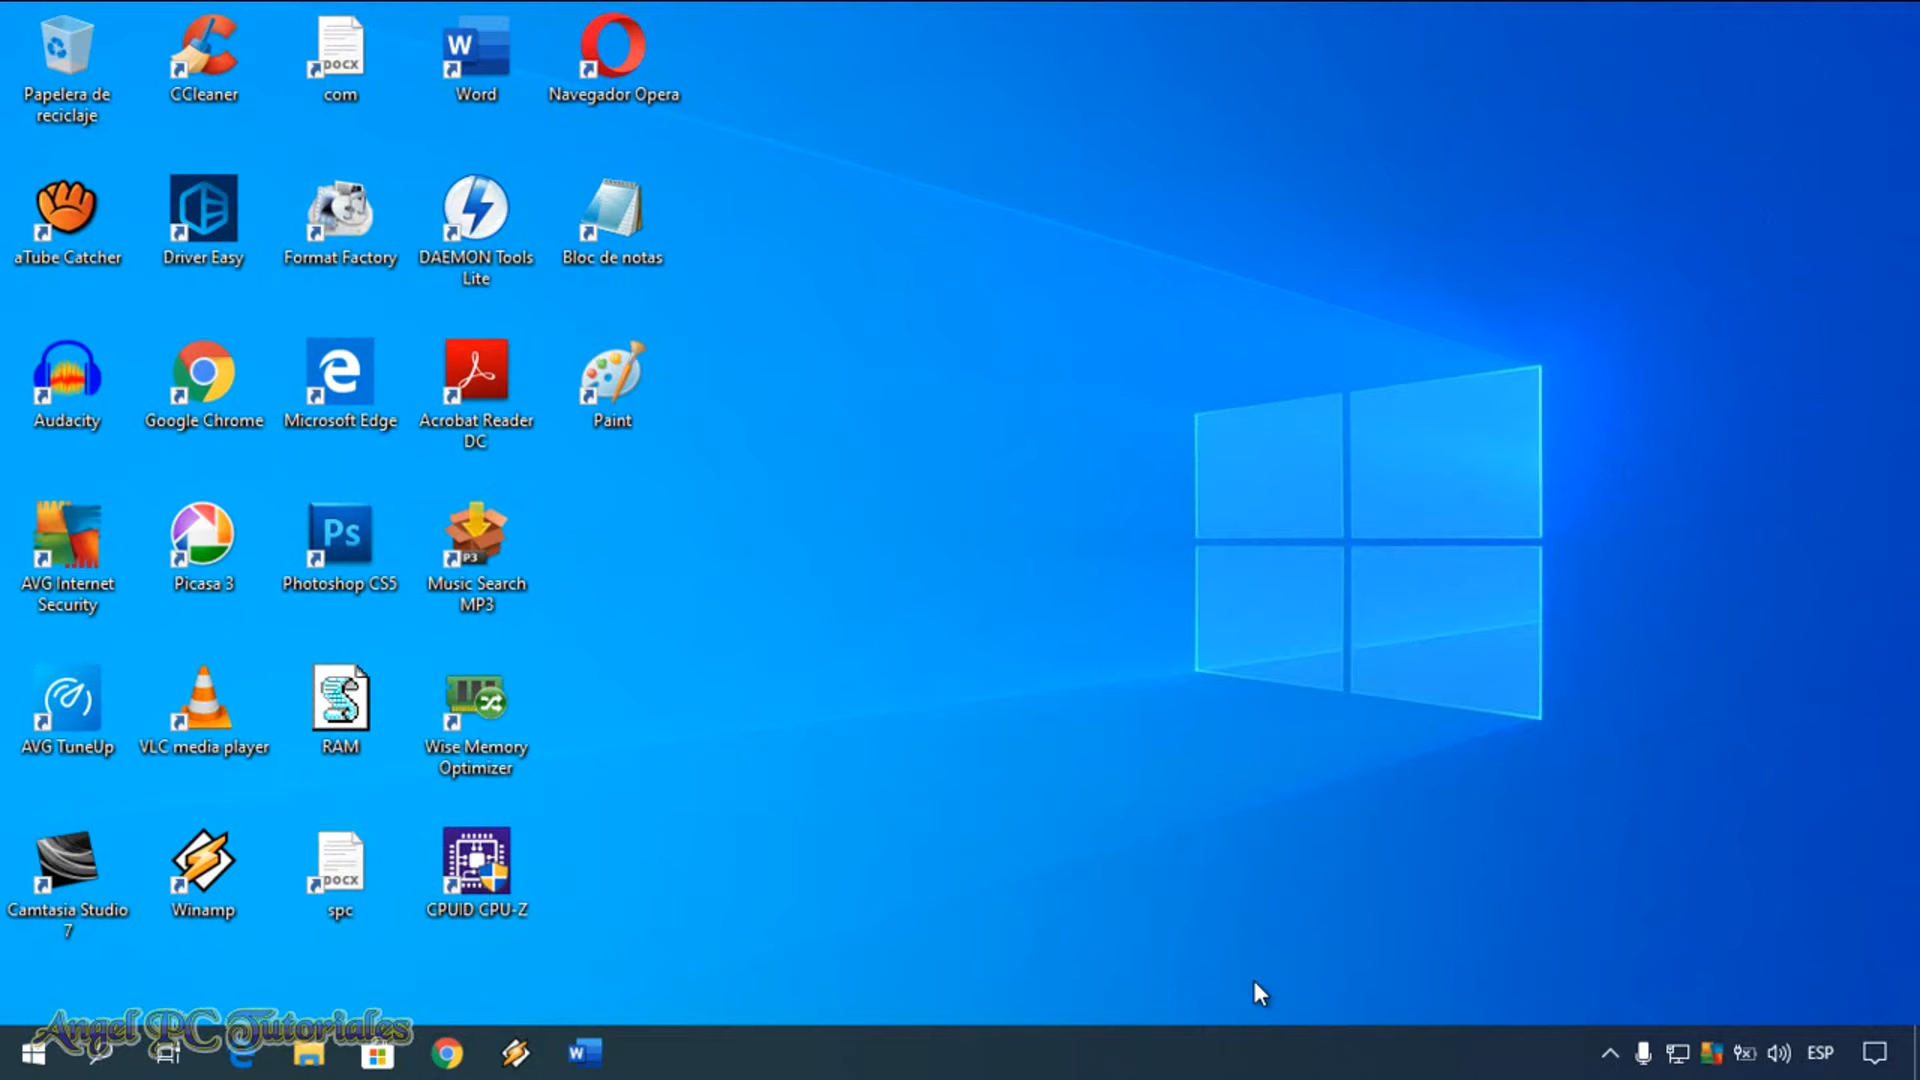 Papelera de
reciclaje
CCleaner
DOCX
com
W
Word
Navegador Opera
aTube Catcher
Driver Easy
Format Factory
DAEMON Tools
Lite
Bloc de notas
Audacity
Google Chrome
Microsoft Edge
Acrobat Reader
DC
Paint
AVG Internet
Security
Picasa 3
Ps
Photoshop CS5
P3
Music Search
MP3
AVG TuneUp
VLC media player
RAM
Wise Memory
Optimizer
Camtasia Studio
7
Winamp
DOCX
spc
CPUID CPU-Z
Angel PC Tutoriales
W
ESP